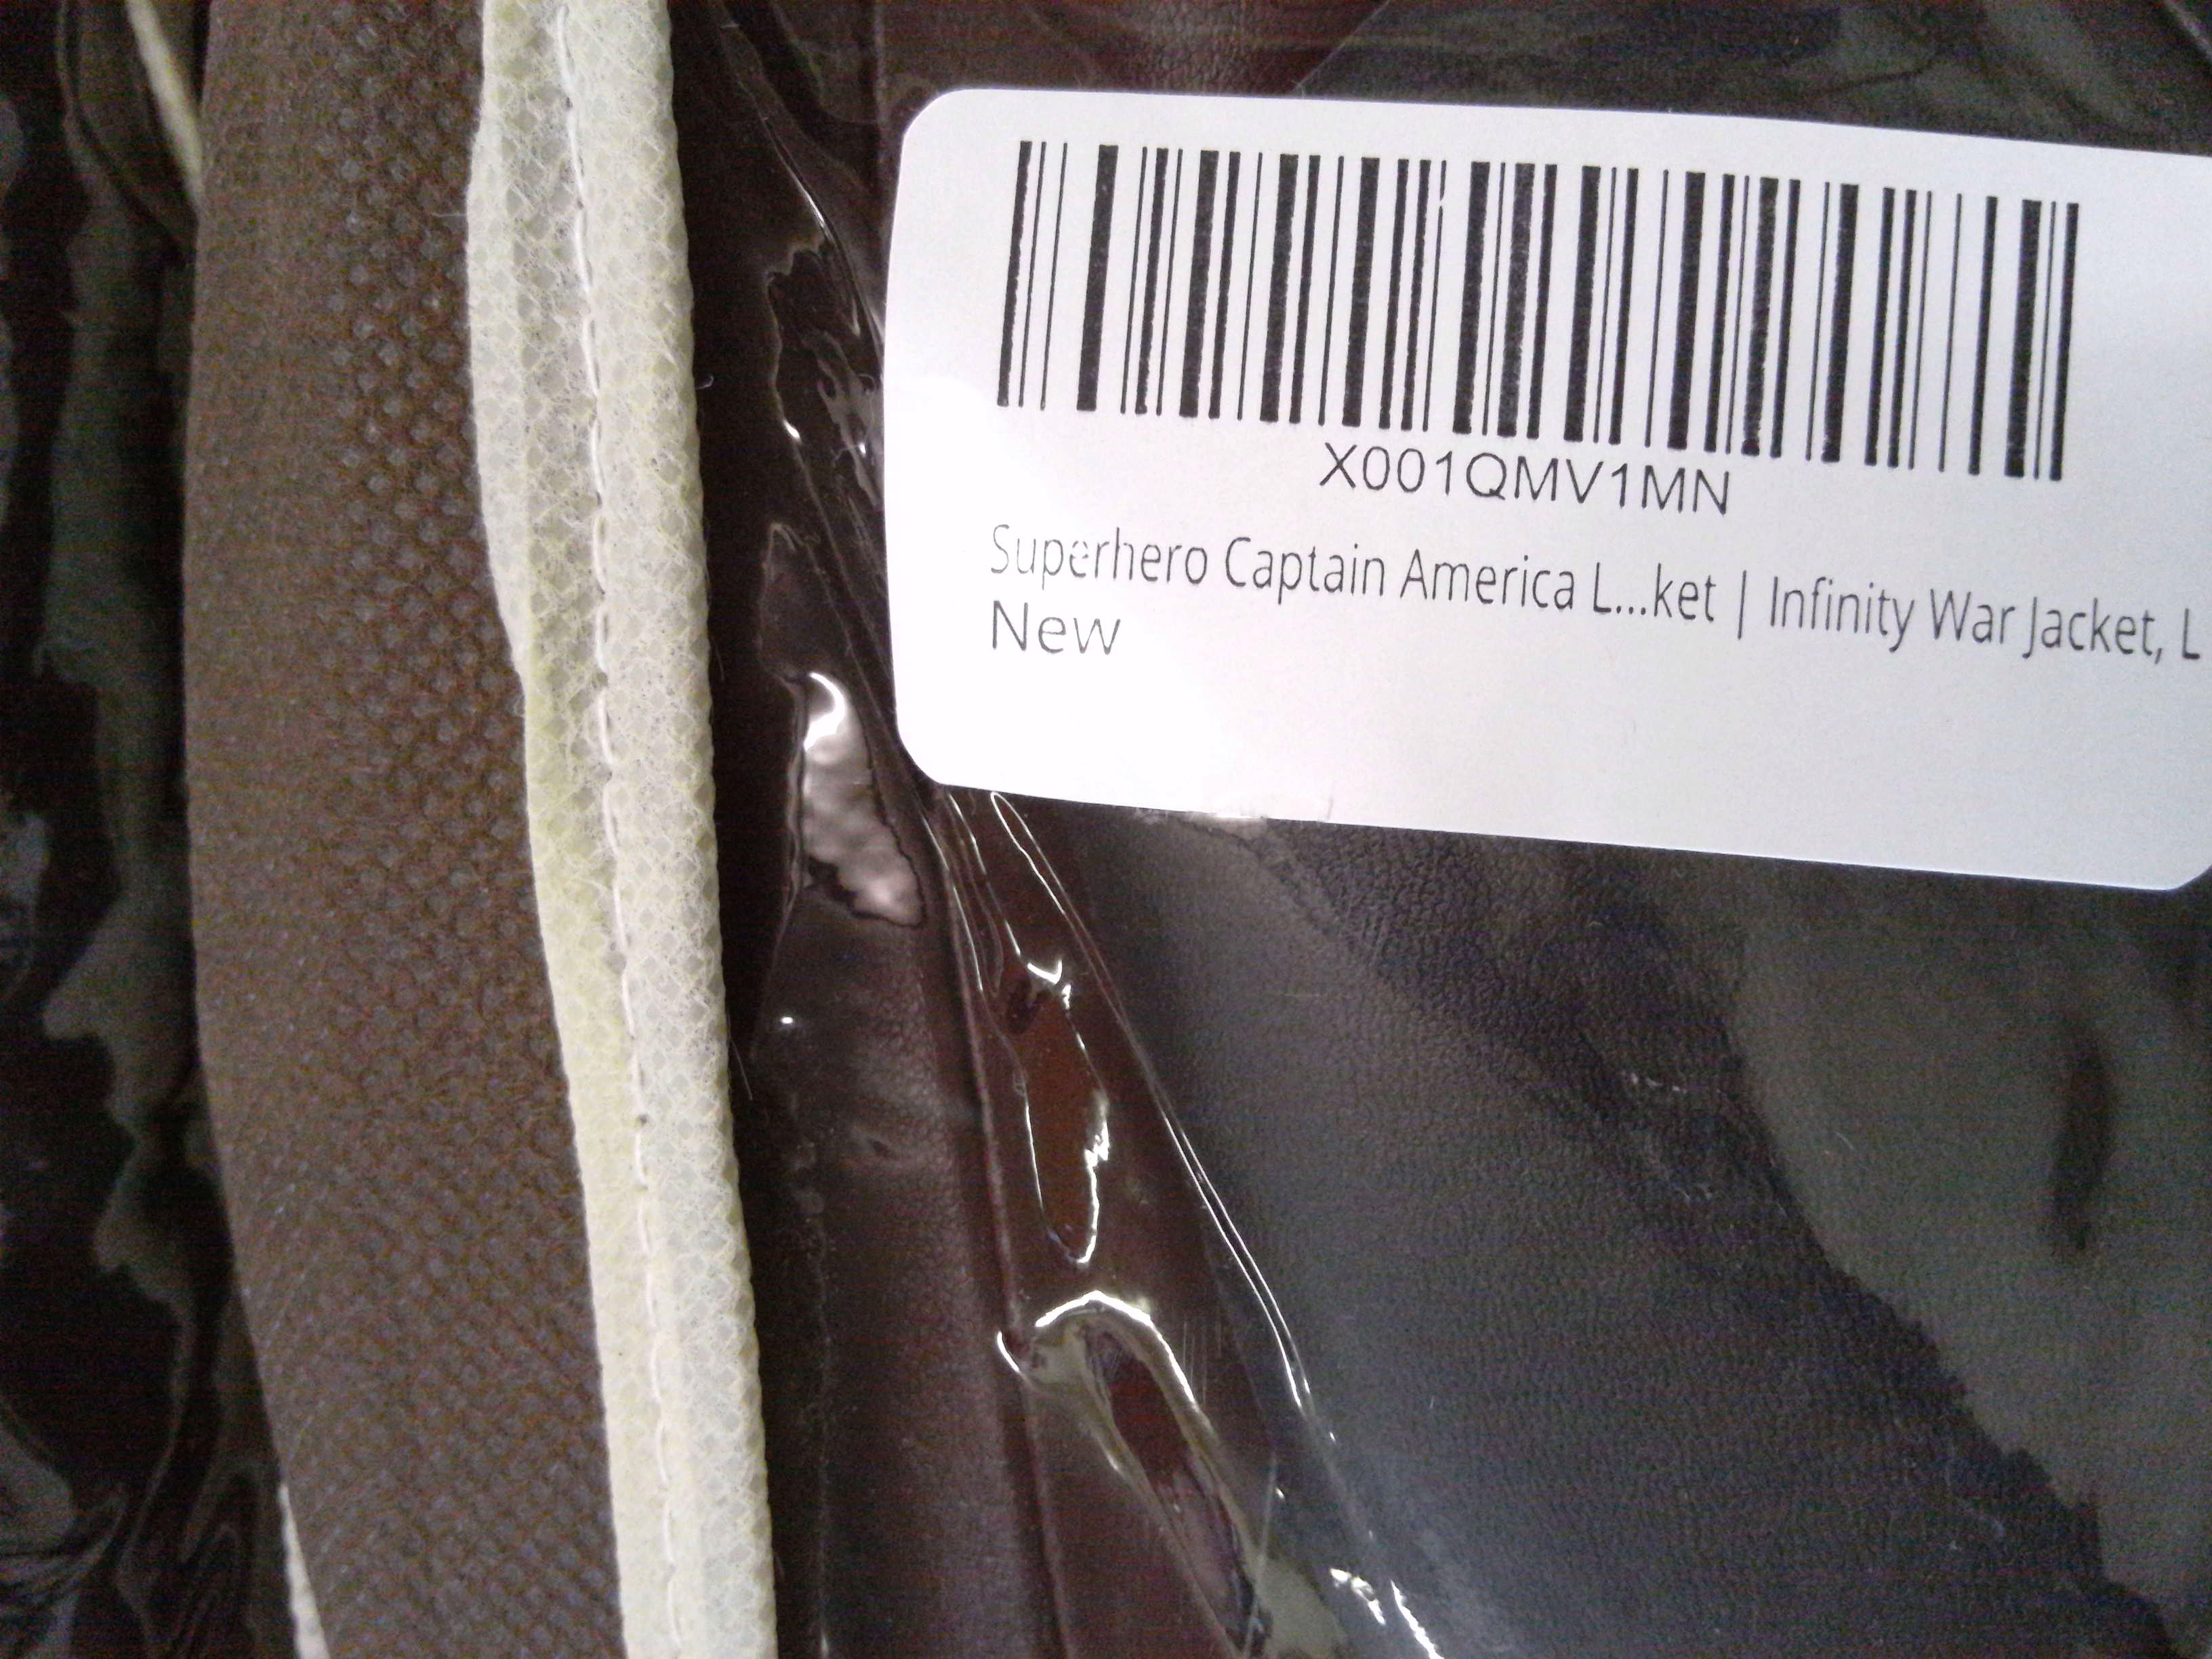 X001QMV1MN
Superhero Captain America L...ket | Infinity War Jacket, L
New